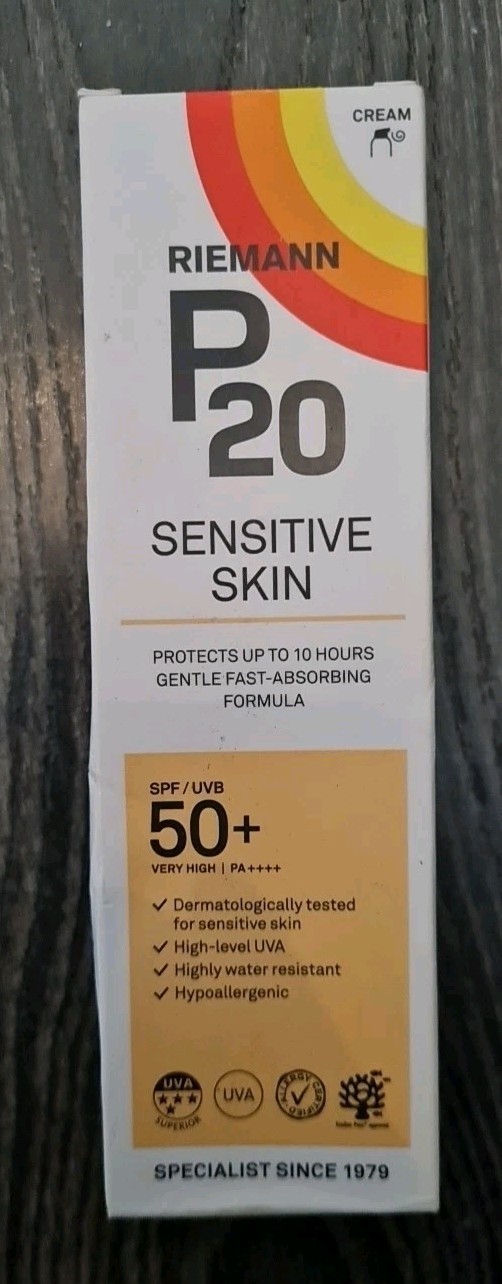 CREAM
RIEMANN
P
20
SENSITIVE
SKIN
PROTECTS UP TO 10 HOURS
GENTLE FAST-ABSORBING
FORMULA
SPF / UVB
50+
VERY HIGH | PA++++
✓ Dermatologically tested
for sensitive skin
✓ High-level UVA
✓ Highly water resistant
✓ Hypoallergenic
UVA
SUPERIOR
UVA
ALLERGY CERTIFIED
SPECIALIST SINCE 1979